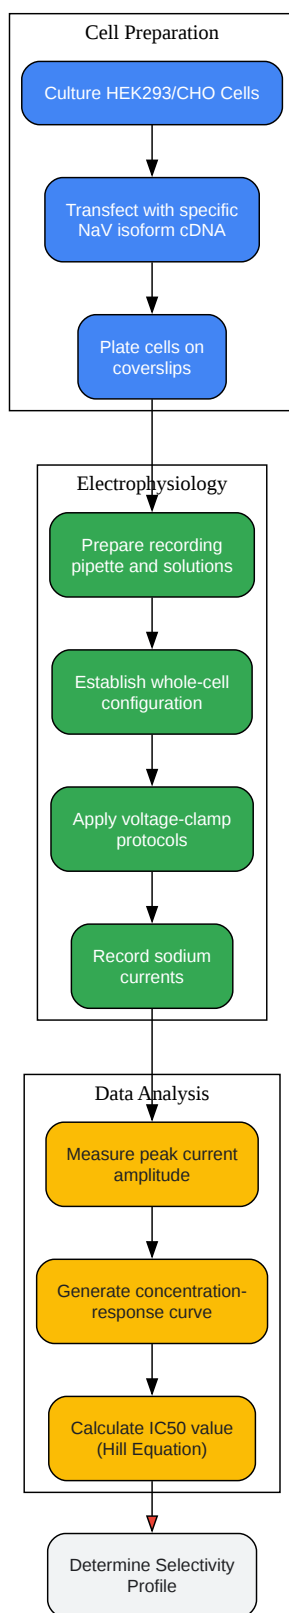 Cell Preparation
Culture HEK293/CHO Cells
Transfect with specific
NaV isoform cDNA
Plate cells on
coverslips
Electrophysiology
Prepare recording
pipette and solutions
Establish whole-cell
configuration
Apply voltage-clamp
protocols
Record sodium
currents
Data Analysis
Measure peak current
amplitude
Generate concentration-
response curve
Calculate IC50 value
(Hill Equation)
Determine Selectivity
Profile